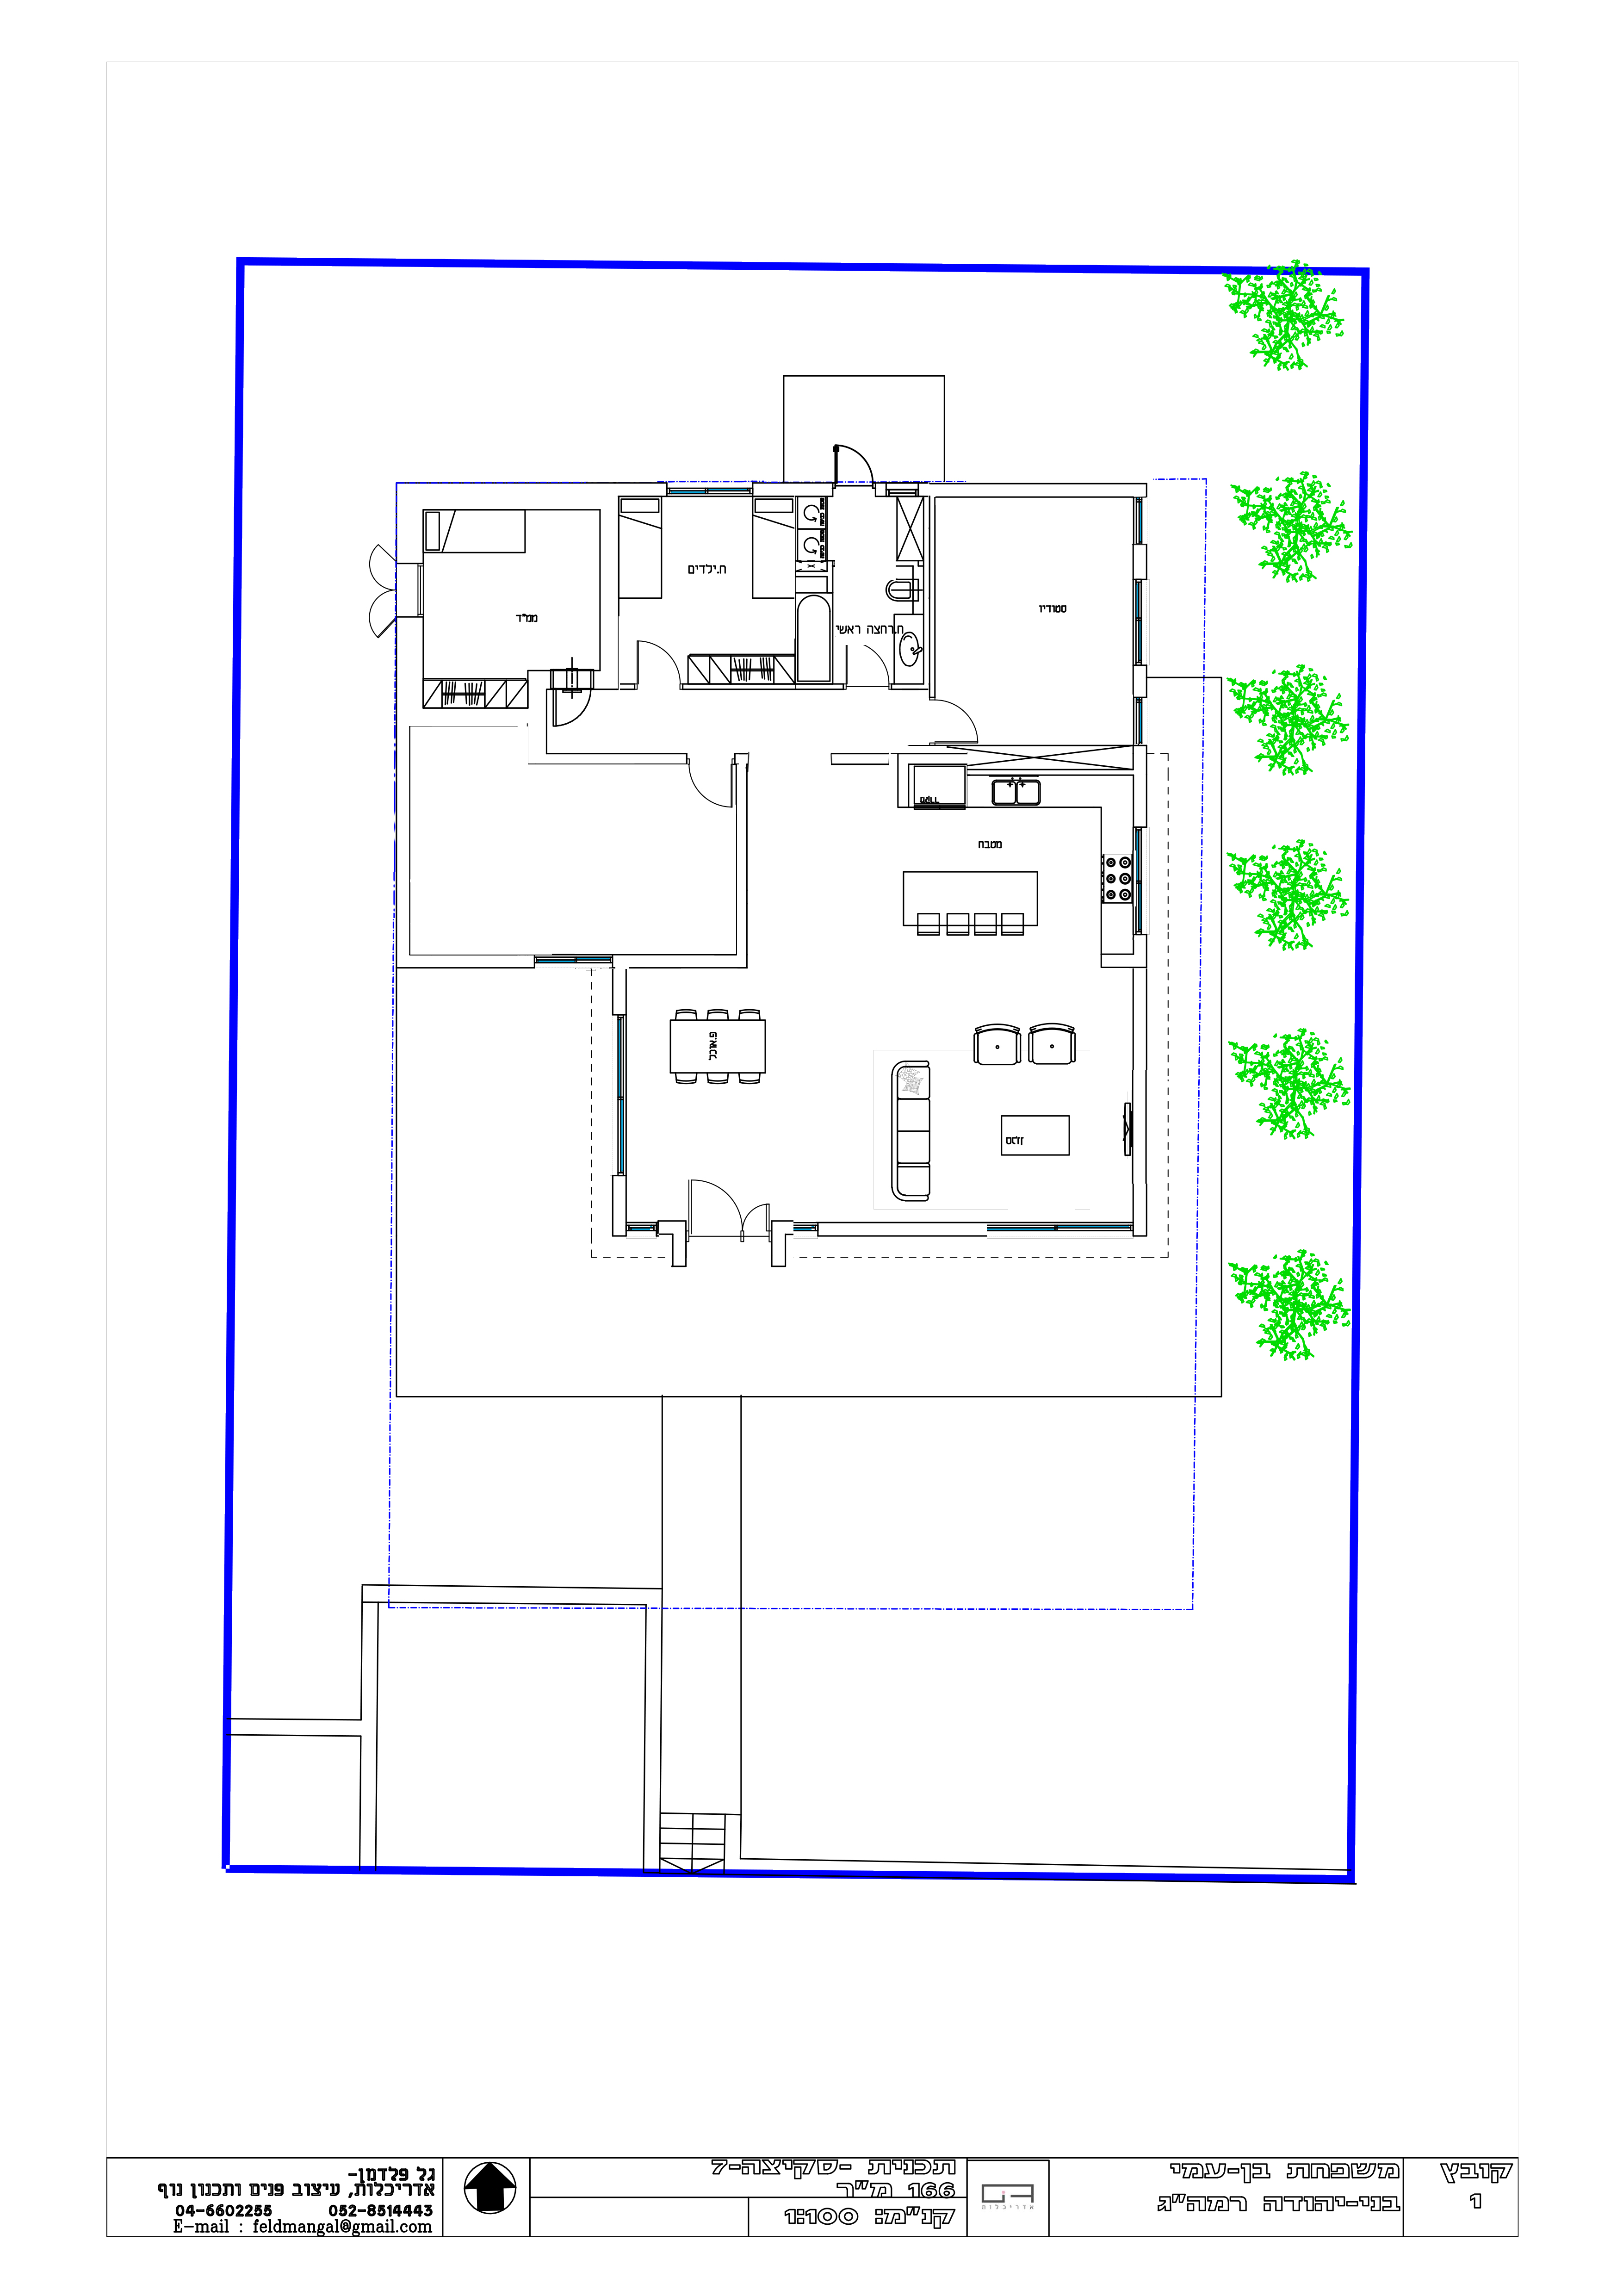 ח.ילדים
ממ"ד
סטודיו
ח.רחצה ראשי
מטבח
פ.אוכל
גל פלדמן-
אדריכלות, עיצוב פנים ותכנון נוף
04-6602255 052-8514443
E-mail : feldmangal@gmail.com
תכנית -סקיצה-7
166 מ"ר
קנ"מ: 1:100
אדריכלות
משפחת בן-עמי
בני-יהודה רמה"ג
קובץ
1